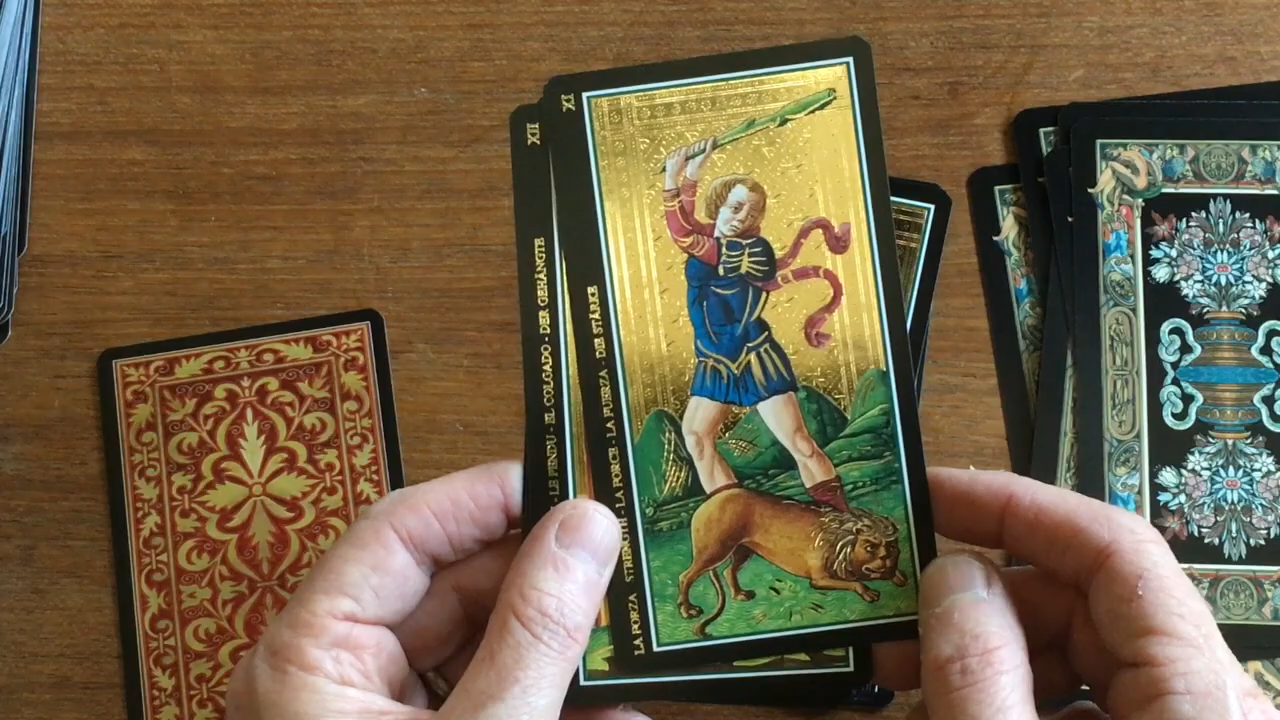 XII
LE PENDU - EL COLGADO - DER GEHÄNGTE
XI
LA FORZA STRENGTH - LA FORCE - LA FUERZA - DIE STÄRKE